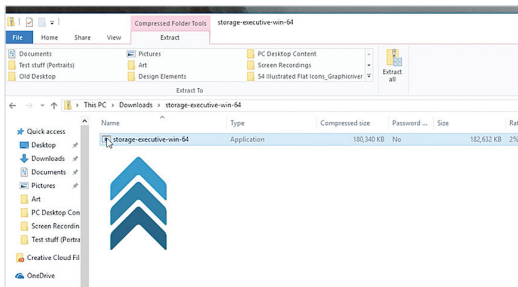 Compressed Folder Tools storage-executive-win-64
File Home Share View Extract
Documents Pictures PC Desktop Content
Test stuff (Portraits) Art Screen Recordings
Old Desktop Design Elements 54 Illustrated Flat Icons_Graphicriver
Extract all
Extract To
This PC > Downloads > storage-executive-win-64
Name Type Compressed size Password ... Size Rat
Quick access
storage-executive-win-64 Application 180,340 KB No 182,632 KB 2%
Desktop
Downloads
Documents
Pictures
Art
PC Desktop Con
Screen Recordin
Test stuff (Portra
Creative Cloud Fil
OneDrive